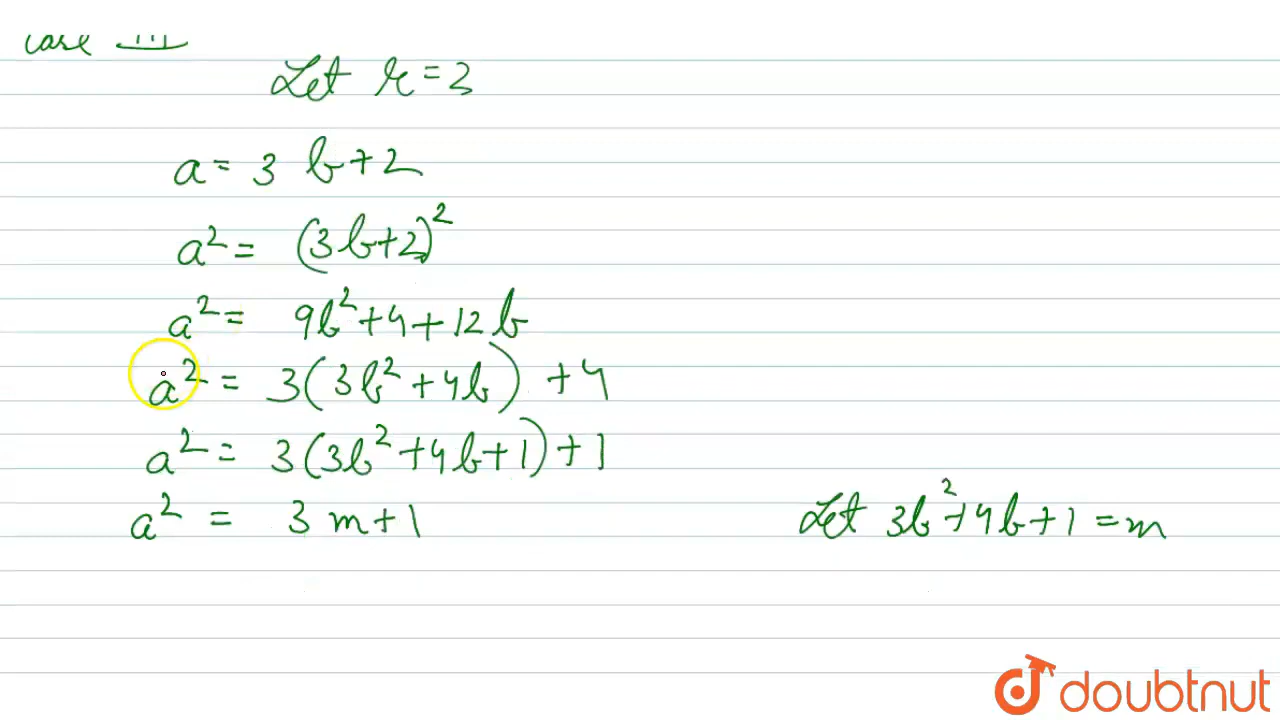 case III
Let r = 2
a = 3 b + 2
a² = (3b+2)²
a² = 9b² + 4 + 12b
a² = 3(3b² + 4b) + 4
a² = 3(3b² + 4b + 1) + 1
a² = 3m + 1
Let 3b² + 4b + 1 = m
doubtnut